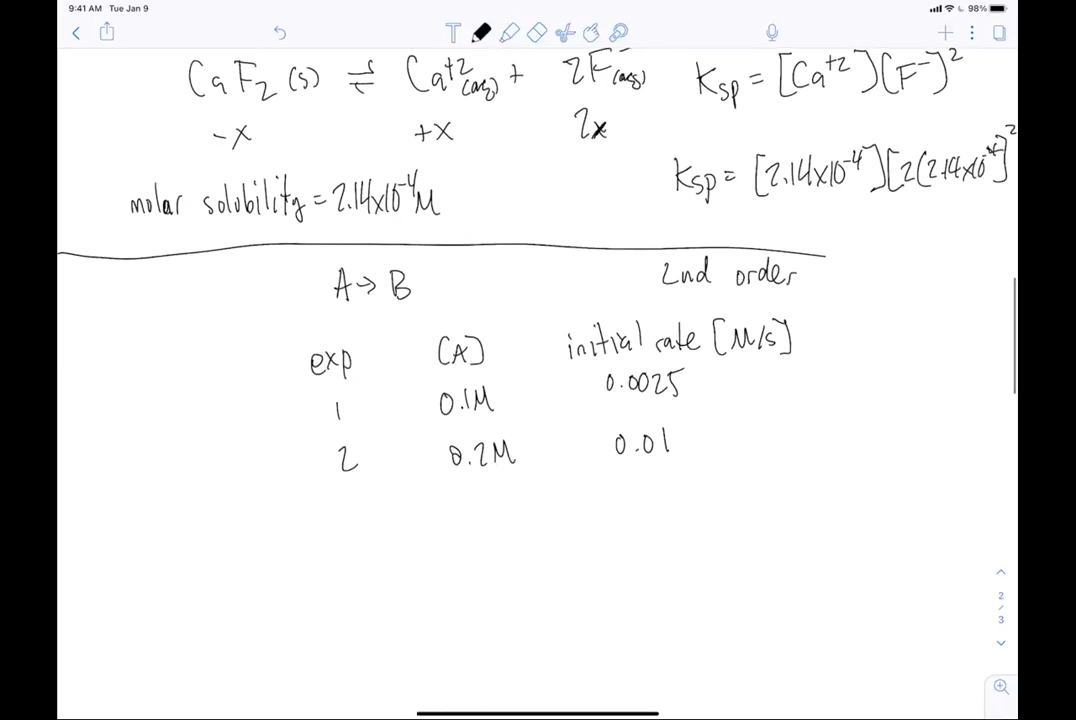 9:41 AM Tue Jan 9
98%
CaF₂ (s) ⇌ Ca⁺²(aq) + 2F⁻(aq) Ksp = [Ca⁺²][F⁻]²
-x +x 2x
Ksp = [2.14x10⁻⁴][2(2.14x10⁻⁴]²
molar solubility = 2.14x10⁻⁴M
A → B 2nd order
exp [A] initial rate [M/s]
1 0.1M 0.0025
2 0.2M 0.01
2
/
3